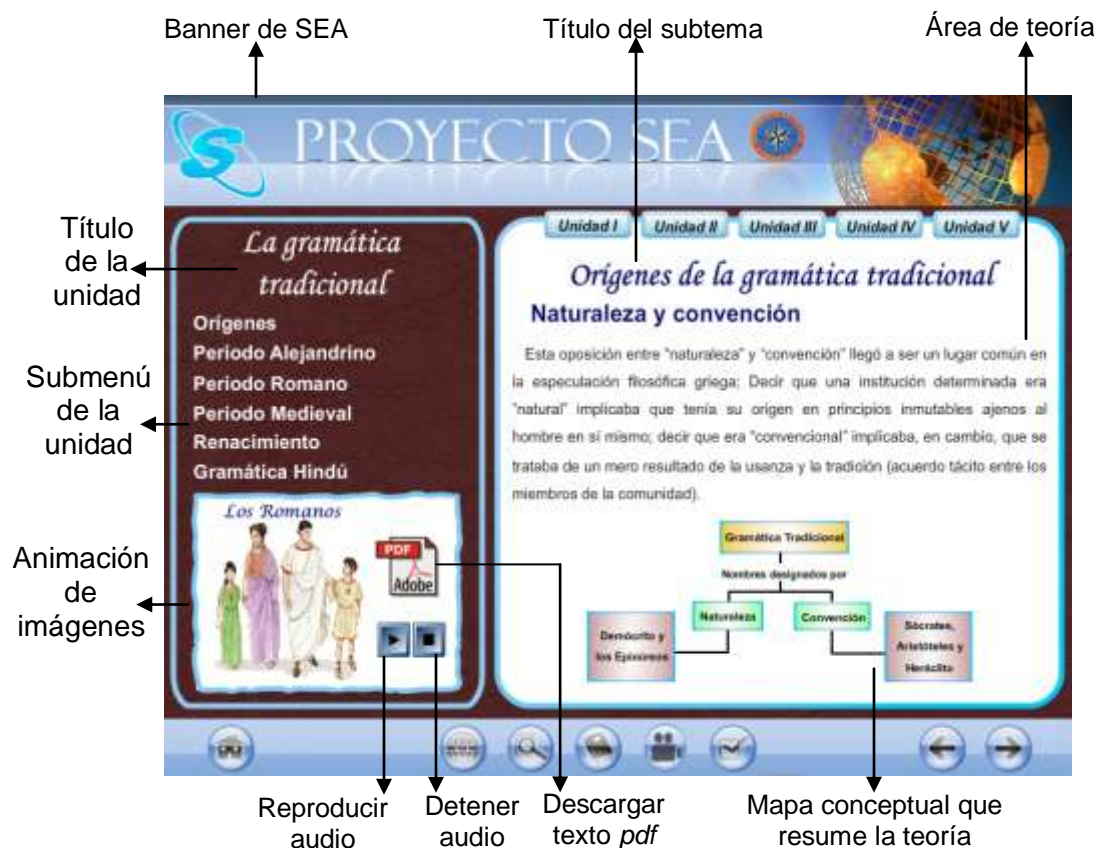 Banner de SEA
Título del subtema
Área de teoría
PROYECTO SEA
Título
de la
unidad
La gramática
tradicional
Unidad I
Unidad II
Unidad III
Unidad IV
Unidad V
Orígenes de la gramática tradicional
Naturaleza y convención
Submenú
de la
unidad
Orígenes
Periodo Alejandrino
Periodo Romano
Periodo Medieval
Renacimiento
Gramática Hindú
Esta oposición entre "naturaleza" y "convención" llegó a ser un lugar común en
la especulación filosófica griega; Decir que una institución determinada era
"natural" implicaba que tenía su origen en principios inmutables ajenos al
hombre en sí mismo; decir que era "convencional" implicaba, en cambio, que se
trataba de un mero resultado de la usanza y la tradición (acuerdo tácito entre los
miembros de la comunidad).
Animación
de
imágenes
Los Romanos
PDF
Adobe
Gramática Tradicional
Nombres designados por
Naturaleza
Convención
Demócrito y
los Epicúreos
Sócrates,
Aristóteles y
Heráclito
WWW
Reproducir
audio
Detener
audio
Descargar
texto pdf
Mapa conceptual que
resume la teoría